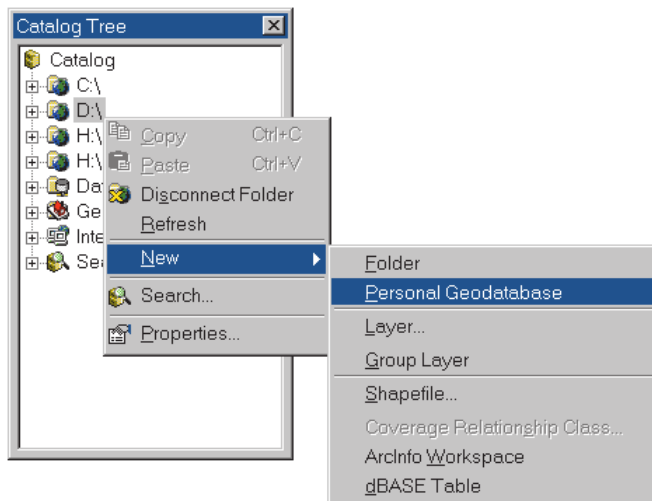 Catalog Tree
Catalog
C:\
D:\
H:\
H:\
Da
Ge
Inte
Sea
Copy Ctrl+C
Paste Ctrl+V
Disconnect Folder
Refresh
New
Search...
Properties...
Folder
Personal Geodatabase
Layer...
Group Layer
Shapefile...
Coverage Relationship Class...
ArcInfo Workspace
dBASE Table